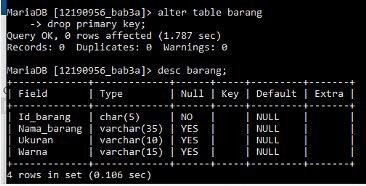 MariaDB [12190956_bab3a]> alter table barang
    -> drop primary key;
Query OK, 0 rows affected (1.787 sec)
Records: 0  Duplicates: 0  Warnings: 0

MariaDB [12190956_bab3a]> desc barang;
+-------------+-------------+------+-----+---------+-------+
| Field       | Type        | Null | Key | Default | Extra |
+-------------+-------------+------+-----+---------+-------+
| Id_barang   | char(5)     | NO   |     | NULL    |       |
| Nama_barang | varchar(35) | YES  |     | NULL    |       |
| Ukuran      | varchar(10) | YES  |     | NULL    |       |
| Warna       | varchar(15) | YES  |     | NULL    |       |
+-------------+-------------+------+-----+---------+-------+
4 rows in set (0.106 sec)